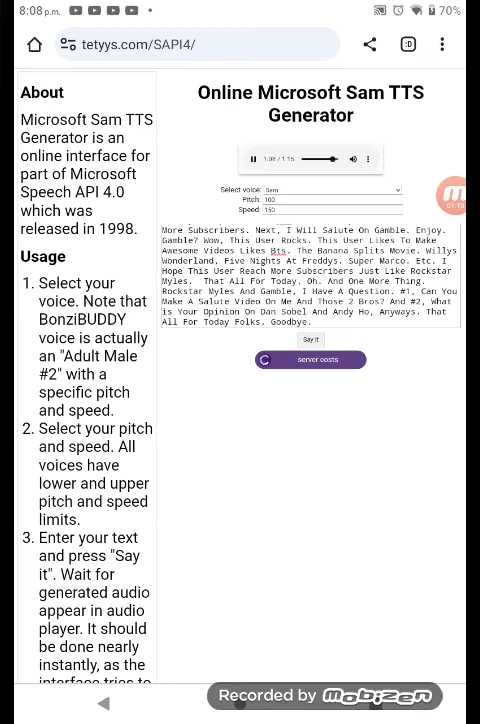 8:08 p.m.
70%
tetyys.com/SAPI4/
:D
About
Microsoft Sam TTS
Generator is an
online interface for
part of Microsoft
Speech API 4.0
which was
released in 1998.
Usage
1. Select your
voice. Note that
BonziBUDDY
voice is actually
an "Adult Male
#2" with a
specific pitch
and speed.
2. Select your pitch
and speed. All
voices have
lower and upper
pitch and speed
limits.
3. Enter your text
and press "Say
it". Wait for
generated audio
appear in audio
player. It should
be done nearly
instantly, as the
interface tries to
Online Microsoft Sam TTS
Generator
1:08 / 1:15
Select voice: Sam
Pitch: 100
Speed: 150
More Subscribers. Next, I Will Salute On Gamble. Enjoy.
Gamble? Wow, This User Rocks. This User Likes To Make
Awesome Videos Likes Bts. The Banana Splits Movie. Willys
Wonderland, Five Nights At Freddys. Super Marco. Etc. I
Hope This User Reach More Subscribers Just Like Rockstar
Myles. That All For Today. Oh. And One More Thing.
Rockstar Myles And Gamble, I Have A Question. #1, Can You
Make A Salute Video On Me And Those 2 Bros? And #2, What
is Your Opinion On Dan Sobel And Andy Ho, Anyways. That
All For Today Folks. Goodbye.
Say it
server costs
01:10
Recorded by mobizen